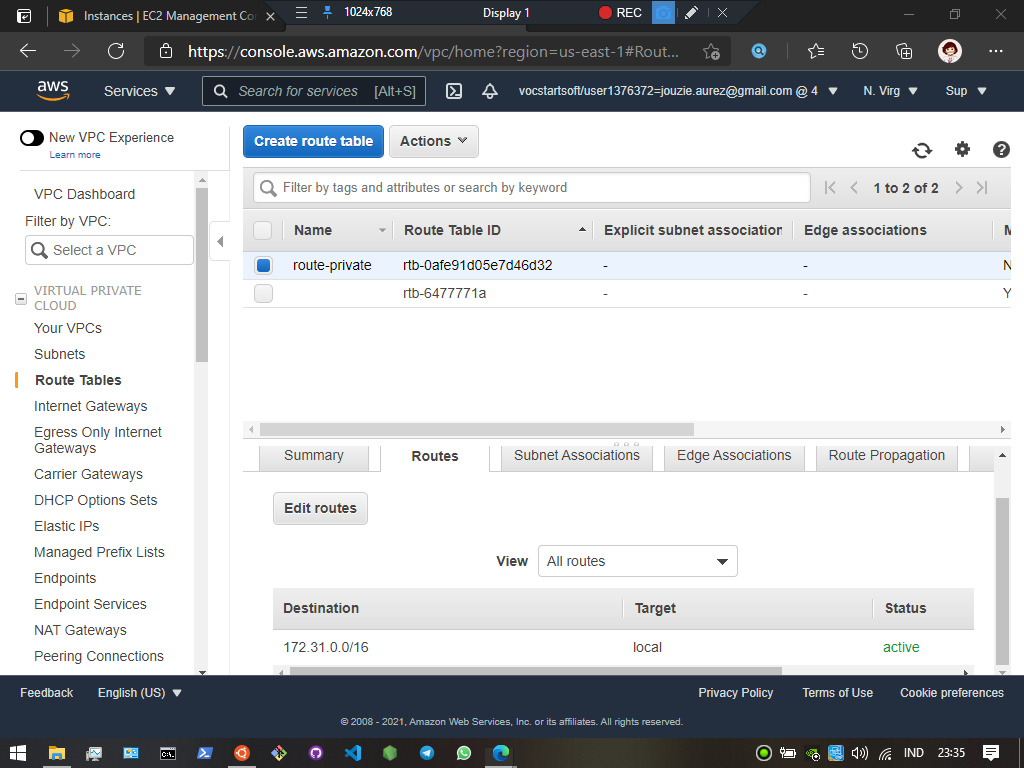 Instances | EC2 Management Co
1024x768
Display 1
REC
https://console.aws.amazon.com/vpc/home?region=us-east-1#Rout...
aws
Services
Search for services
[Alt+S]
vocstartsoft/user1376372=jouzie.aurez@gmail.com @ 4
N. Virg
Sup
New VPC Experience
Learn more
VPC Dashboard
Filter by VPC:
Select a VPC
VIRTUAL PRIVATE
CLOUD
Your VPCs
Subnets
Route Tables
Internet Gateways
Egress Only Internet
Gateways
Carrier Gateways
DHCP Options Sets
Elastic IPs
Managed Prefix Lists
Endpoints
Endpoint Services
NAT Gateways
Peering Connections
Create route table
Actions
Filter by tags and attributes or search by keyword
1 to 2 of 2
Name
Route Table ID
Explicit subnet association
Edge associations
M
route-private
rtb-0afe91d05e7d46d32
-
-
N
rtb-6477771a
-
-
Y
Summary
Routes
Subnet Associations
Edge Associations
Route Propagation
Edit routes
View
All routes
Destination
Target
Status
172.31.0.0/16
local
active
Feedback
English (US)
Privacy Policy
Terms of Use
Cookie preferences
© 2008 - 2021, Amazon Web Services, Inc. or its affiliates. All rights reserved.
IND
23:35